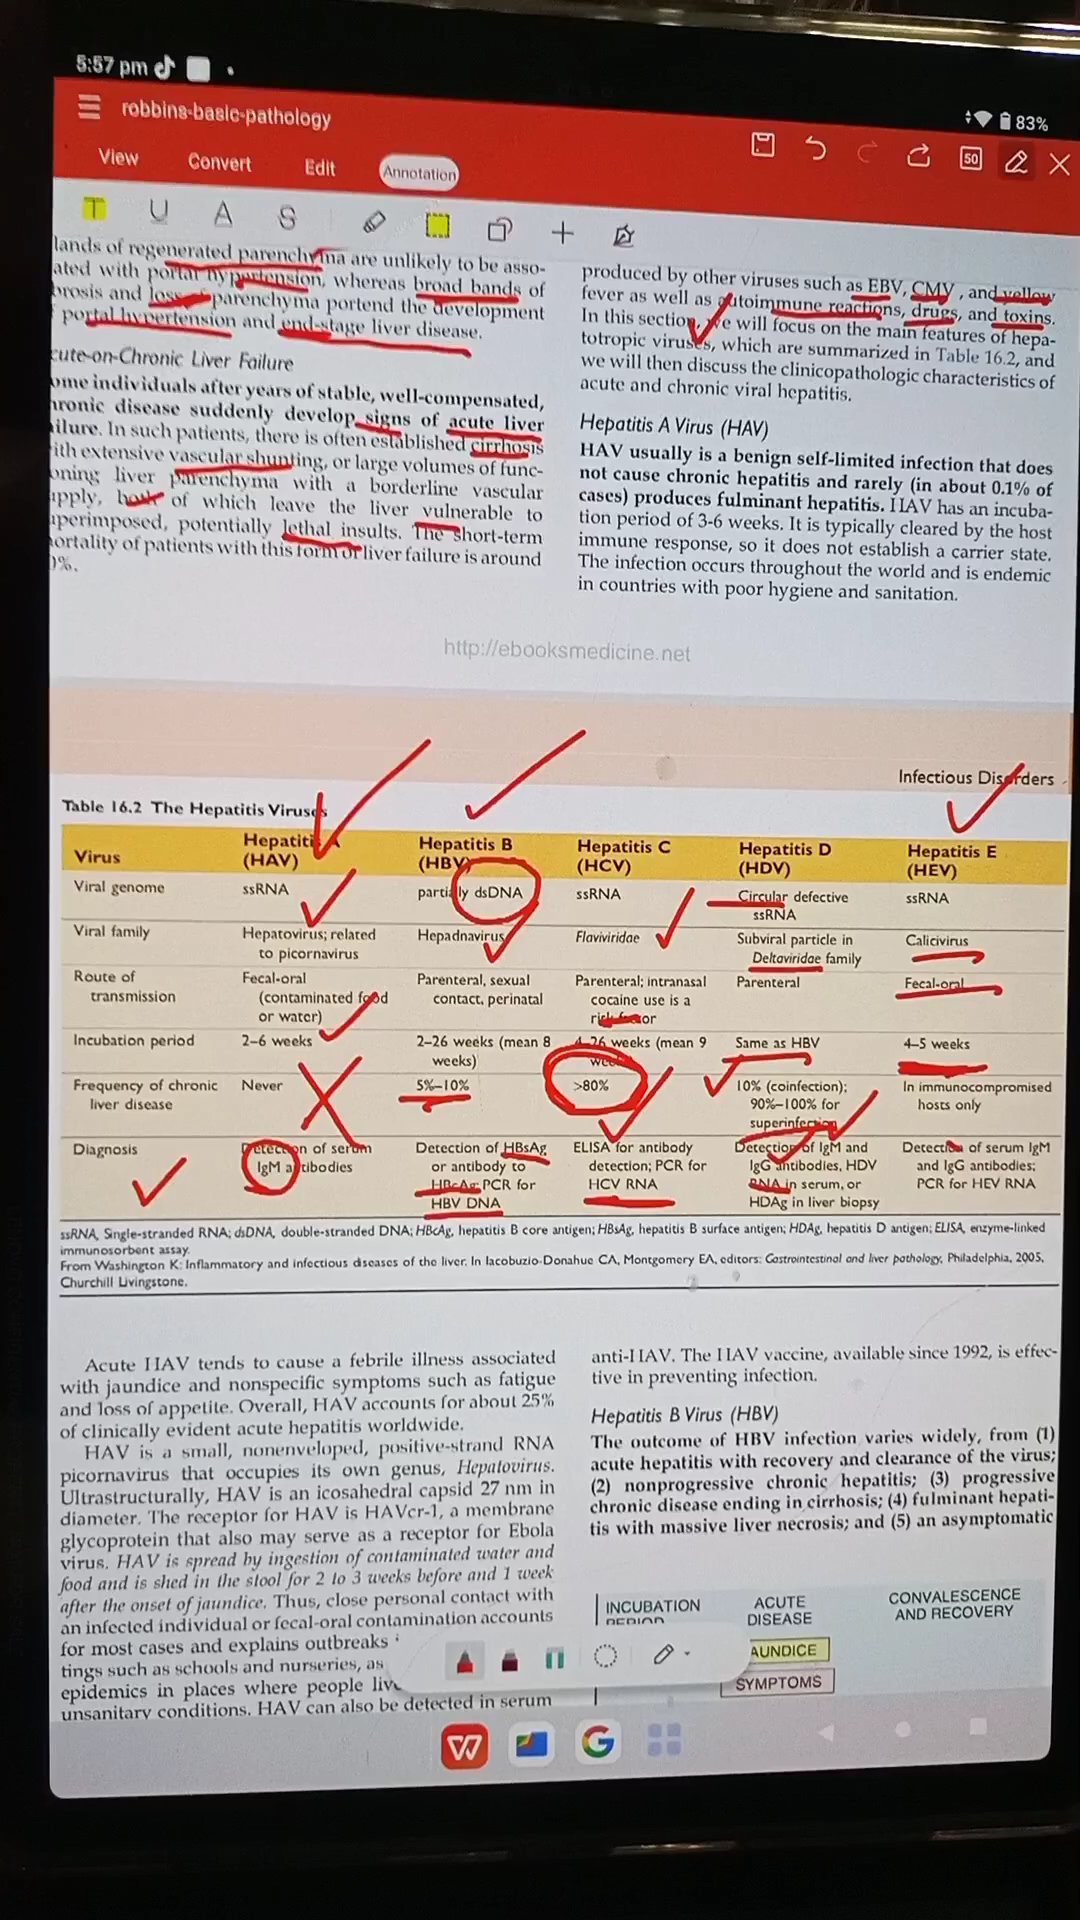 5:57 pm
83%
robbins-basic-pathology
View Convert Edit Annotation
50
T U A S
lands of regenerated parenchyma are unlikely to be asso-
ated with portal hypertension, whereas broad bands of
brosis and loss of parenchyma portend the development
portal hypertension and end-stage liver disease.
cute-on-Chronic Liver Failure
ome individuals after years of stable, well-compensated,
hronic disease suddenly develop signs of acute liver
ailure. In such patients, there is often established cirrhosis
ith extensive vascular shunting, or large volumes of func-
oning liver parenchyma with a borderline vascular
upply, both of which leave the liver vulnerable to
uperimposed, potentially lethal insults. The short-term
ortality of patients with this form of liver failure is around
0%.
produced by other viruses such as EBV, CMV, and yellow
fever as well as autoimmune reactions, drugs, and toxins.
In this section, we will focus on the main features of hepa-
totropic viruses, which are summarized in Table 16.2, and
we will then discuss the clinicopathologic characteristics of
acute and chronic viral hepatitis.
Hepatitis A Virus (HAV)
HAV usually is a benign self-limited infection that does
not cause chronic hepatitis and rarely (in about 0.1% of
cases) produces fulminant hepatitis. HAV has an incuba-
tion period of 3-6 weeks. It is typically cleared by the host
immune response, so it does not establish a carrier state.
The infection occurs throughout the world and is endemic
in countries with poor hygiene and sanitation.
http://ebooksmedicine.net
Infectious Disorders
Table 16.2 The Hepatitis Viruses
Virus Hepatitis A (HAV) Hepatitis B (HBV) Hepatitis C (HCV) Hepatitis D (HDV) Hepatitis E (HEV)
Viral genome ssRNA partially dsDNA ssRNA Circular defective ssRNA ssRNA
Viral family Hepatovirus; related to picornavirus Hepadnavirus Flaviviridae Subviral particle in Deltaviridae family Calicivirus
Route of transmission Fecal-oral (contaminated food or water) Parenteral, sexual contact, perinatal Parenteral; intranasal cocaine use is a risk factor Parenteral Fecal-oral
Incubation period 2–6 weeks 2–26 weeks (mean 8 weeks) 4–26 weeks (mean 9 weeks) Same as HBV 4–5 weeks
Frequency of chronic liver disease Never 5%–10% >80% 10% (coinfection); 90%–100% for superinfection In immunocompromised hosts only
Diagnosis Detection of serum IgM antibodies Detection of HBsAg or antibody to HBcAg; PCR for HBV DNA ELISA for antibody detection; PCR for HCV RNA Detection of IgM and IgG antibodies, HDV RNA in serum, or HDAg in liver biopsy Detection of serum IgM and IgG antibodies; PCR for HEV RNA
ssRNA, Single-stranded RNA; dsDNA, double-stranded DNA; HBcAg, hepatitis B core antigen; HBsAg, hepatitis B surface antigen; HDAg, hepatitis D antigen; ELISA, enzyme-linked
immunosorbent assay.
From Washington K: Inflammatory and infectious diseases of the liver. In Iacobuzio-Donahue CA, Montgomery EA, editors: Gastrointestinal and liver pathology, Philadelphia, 2005,
Churchill Livingstone.
Acute HAV tends to cause a febrile illness associated
with jaundice and nonspecific symptoms such as fatigue
and loss of appetite. Overall, HAV accounts for about 25%
of clinically evident acute hepatitis worldwide.
HAV is a small, nonenveloped, positive-strand RNA
picornavirus that occupies its own genus, Hepatovirus.
Ultrastructurally, HAV is an icosahedral capsid 27 nm in
diameter. The receptor for HAV is HAVcr-1, a membrane
glycoprotein that also may serve as a receptor for Ebola
virus. HAV is spread by ingestion of contaminated water and
food and is shed in the stool for 2 to 3 weeks before and 1 week
after the onset of jaundice. Thus, close personal contact with
an infected individual or fecal-oral contamination accounts
for most cases and explains outbreaks
tings such as schools and nurseries, as
epidemics in places where people live
unsanitary conditions. HAV can also be detected in serum
anti-HAV. The HAV vaccine, available since 1992, is effec-
tive in preventing infection.
Hepatitis B Virus (HBV)
The outcome of HBV infection varies widely, from (1)
acute hepatitis with recovery and clearance of the virus;
(2) nonprogressive chronic hepatitis; (3) progressive
chronic disease ending in cirrhosis; (4) fulminant hepati-
tis with massive liver necrosis; and (5) an asymptomatic
INCUBATION PERIOD
ACUTE DISEASE
CONVALESCENCE AND RECOVERY
AUNDICE
SYMPTOMS